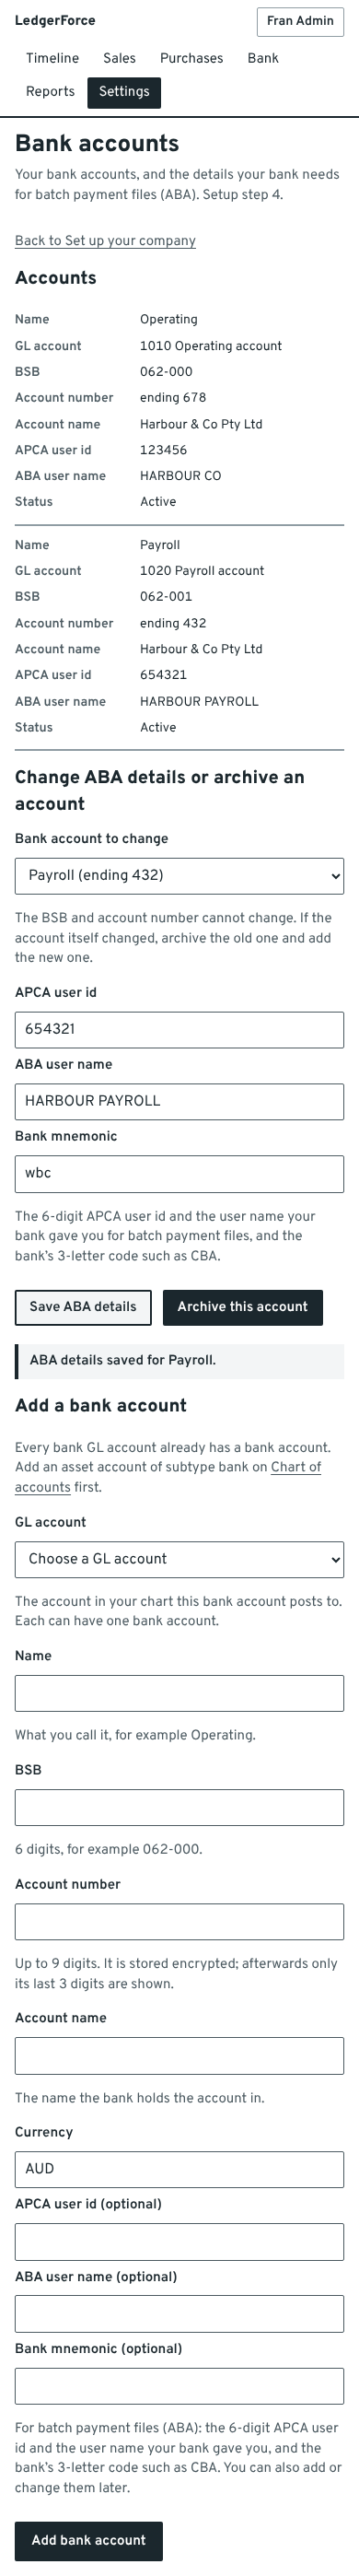 LedgerForce
Fran Admin
Timeline Sales Purchases Bank
Reports Settings
Bank accounts
Your bank accounts, and the details your bank needs
for batch payment files (ABA). Setup step 4.
Back to Set up your company
Accounts
Name Operating
GL account 1010 Operating account
BSB 062-000
Account number ending 678
Account name Harbour & Co Pty Ltd
APCA user id 123456
ABA user name HARBOUR CO
Status Active
Name Payroll
GL account 1020 Payroll account
BSB 062-001
Account number ending 432
Account name Harbour & Co Pty Ltd
APCA user id 654321
ABA user name HARBOUR PAYROLL
Status Active
Change ABA details or archive an
account
Bank account to change
Payroll (ending 432)
The BSB and account number cannot change. If the
account itself changed, archive the old one and add
the new one.
APCA user id
654321
ABA user name
HARBOUR PAYROLL
Bank mnemonic
wbc
The 6-digit APCA user id and the user name your
bank gave you for batch payment files, and the
bank’s 3-letter code such as CBA.
Save ABA details Archive this account
ABA details saved for Payroll.
Add a bank account
Every bank GL account already has a bank account.
Add an asset account of subtype bank on Chart of
accounts first.
GL account
Choose a GL account
The account in your chart this bank account posts to.
Each can have one bank account.
Name
What you call it, for example Operating.
BSB
6 digits, for example 062-000.
Account number
Up to 9 digits. It is stored encrypted; afterwards only
its last 3 digits are shown.
Account name
The name the bank holds the account in.
Currency
AUD
APCA user id (optional)
ABA user name (optional)
Bank mnemonic (optional)
For batch payment files (ABA): the 6-digit APCA user
id and the user name your bank gave you, and the
bank’s 3-letter code such as CBA. You can also add or
change them later.
Add bank account